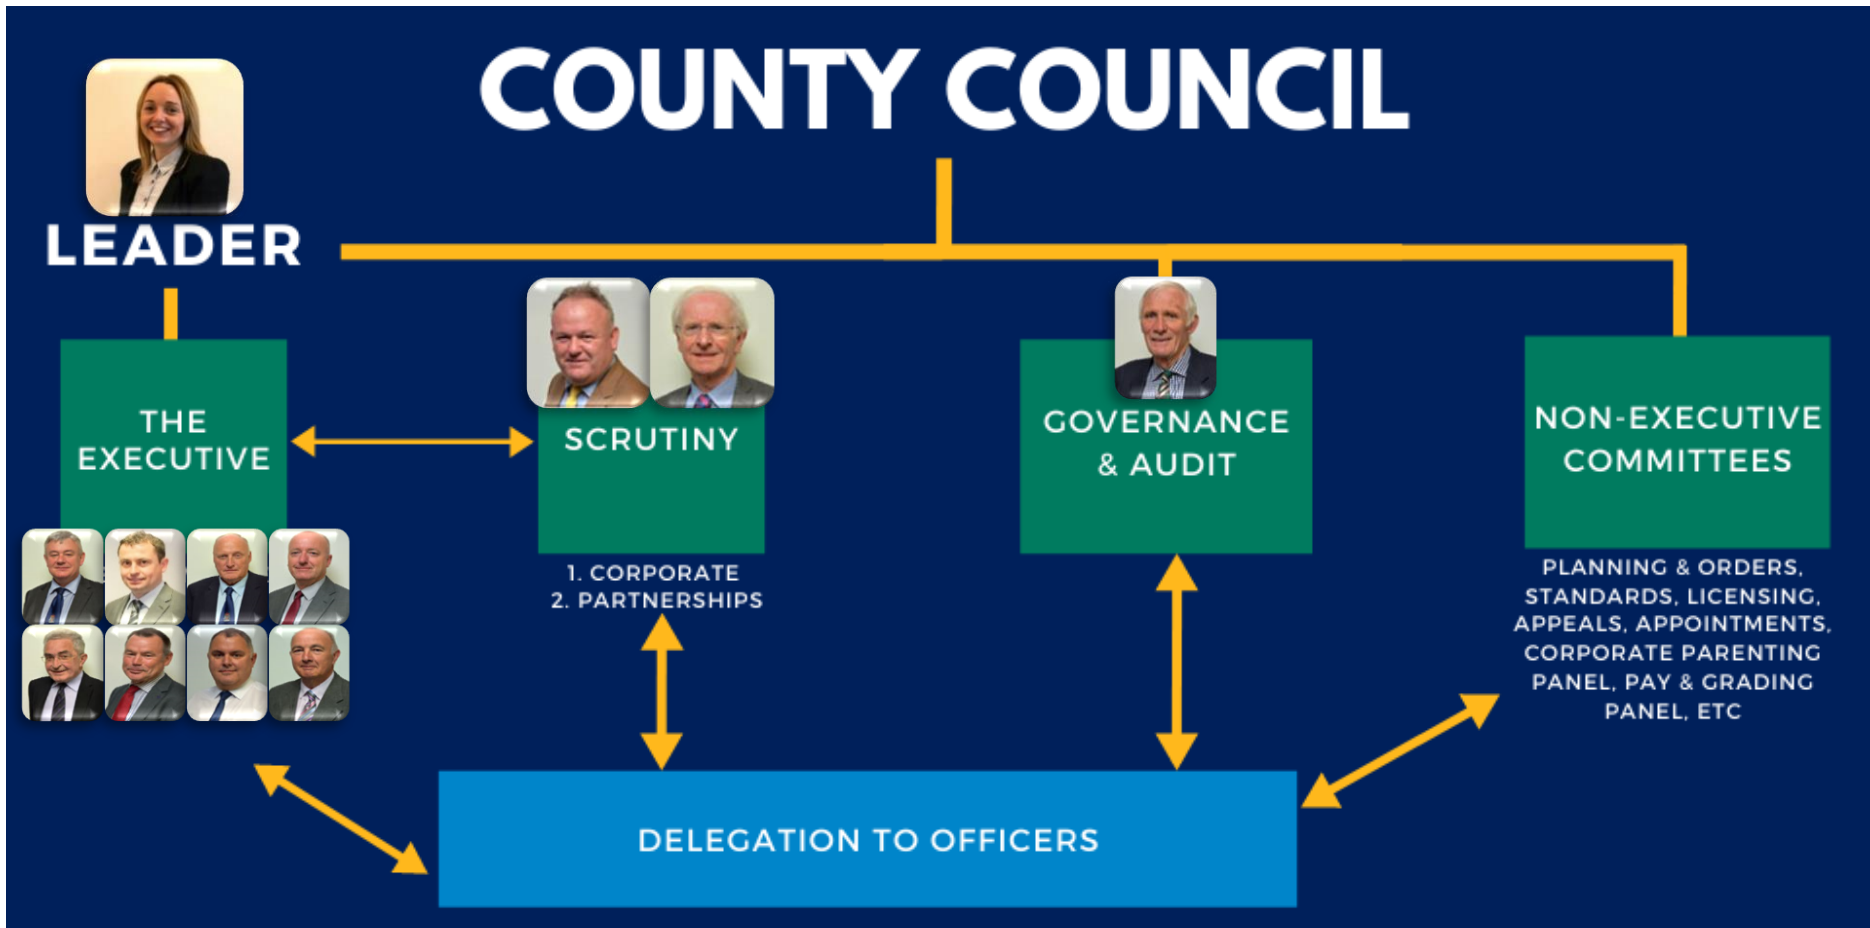 COUNTY COUNCIL
LEADER
THE
EXECUTIVE
SCRUTINY
1. CORPORATE
2. PARTNERSHIPS
GOVERNANCE
& AUDIT
NON-EXECUTIVE
COMMITTEES
PLANNING & ORDERS,
STANDARDS, LICENSING,
APPEALS, APPOINTMENTS,
CORPORATE PARENTING
PANEL, PAY & GRADING
PANEL, ETC
DELEGATION TO OFFICERS